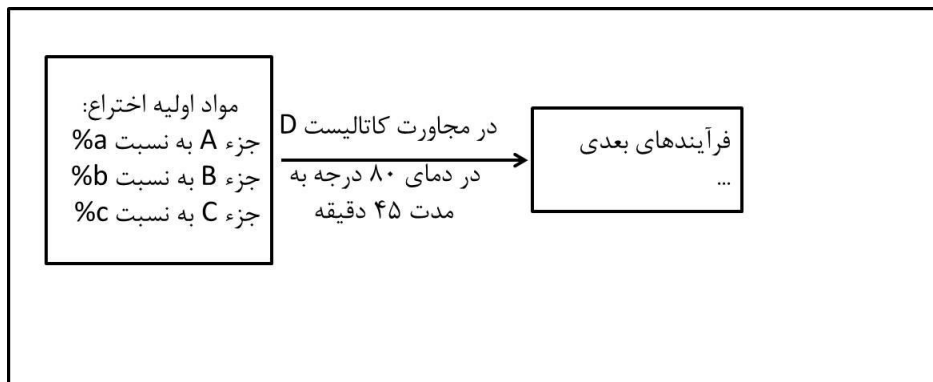 مواد اولیه اختراع:
جزء A به نسبت a%
جزء B به نسبت b%
جزء C به نسبت c%
در مجاورت کاتالیست D
در دمای ۸۰ درجه به
مدت ۴۵ دقیقه
فرآیندهای بعدی
...